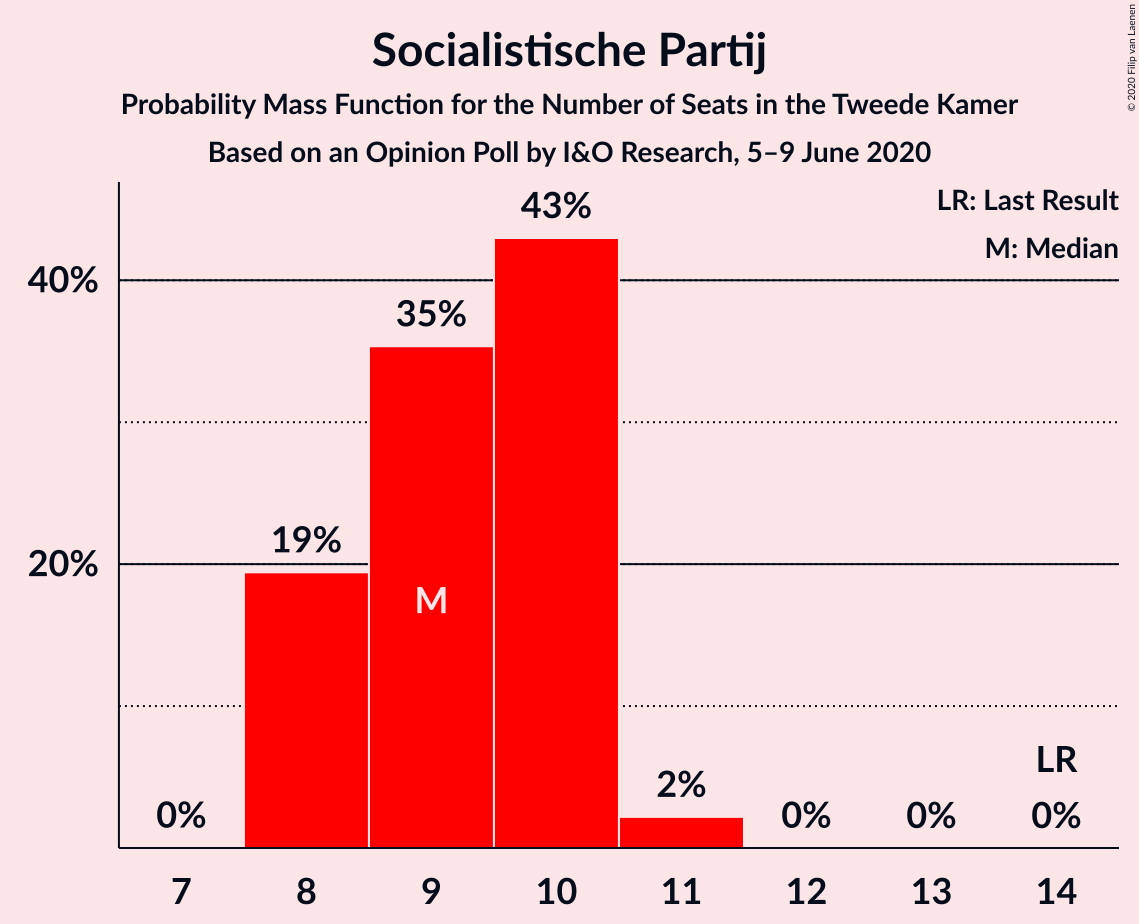 Socialistische Partij
Probability Mass Function for the Number of Seats in the Tweede Kamer
Based on an Opinion Poll by I&O Research, 5–9 June 2020
© 2020 Filip van Laenen
LR: Last Result
M: Median
43%
40%
35%
19%
20%
M
LR
2%
0%
0%
0%
0%
7
8
9
10
11
12
13
14